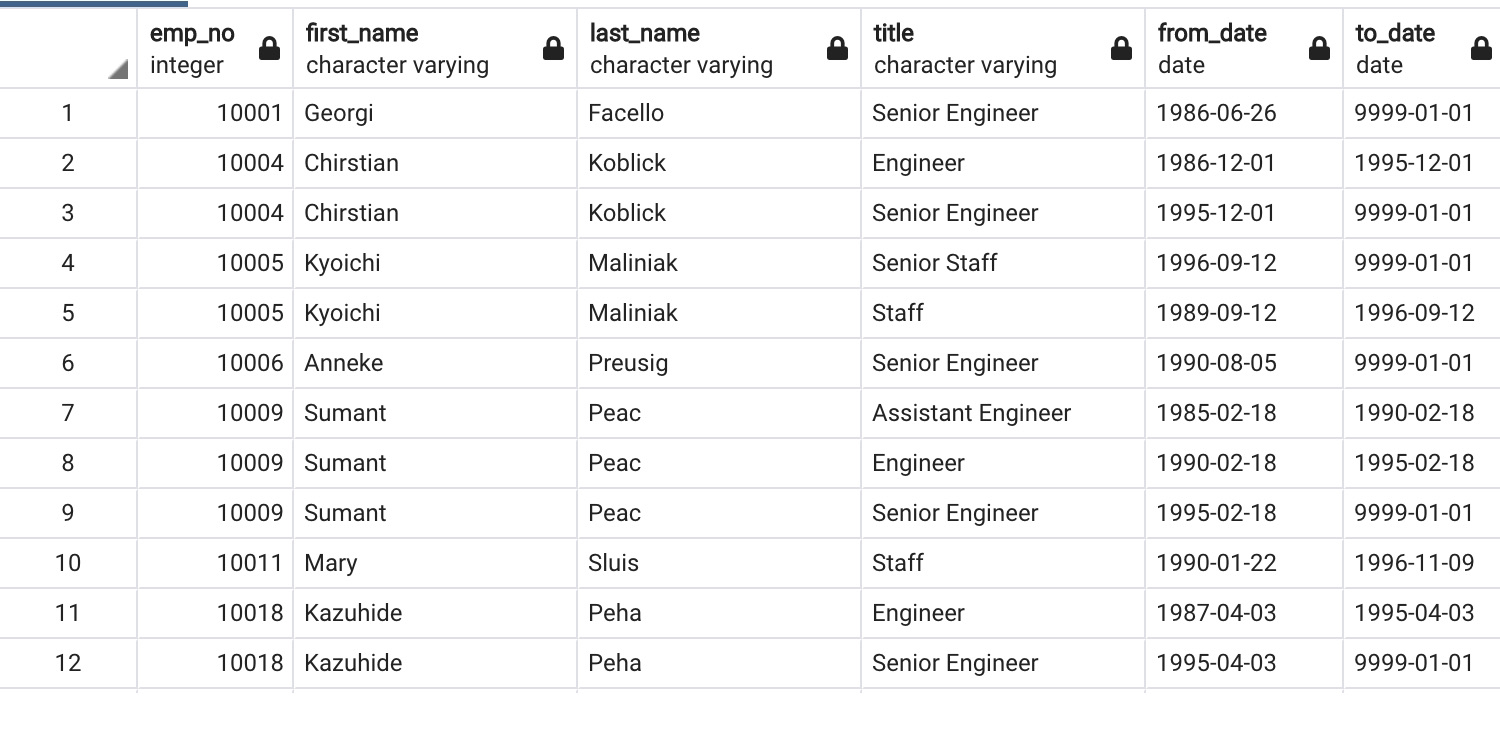 emp_no first_name last_name title from_date to_date
integer character varying character varying character varying date date
1 10001 Georgi Facello Senior Engineer 1986-06-26 9999-01-01
2 10004 Chirstian Koblick Engineer 1986-12-01 1995-12-01
3 10004 Chirstian Koblick Senior Engineer 1995-12-01 9999-01-01
4 10005 Kyoichi Maliniak Senior Staff 1996-09-12 9999-01-01
5 10005 Kyoichi Maliniak Staff 1989-09-12 1996-09-12
6 10006 Anneke Preusig Senior Engineer 1990-08-05 9999-01-01
7 10009 Sumant Peac Assistant Engineer 1985-02-18 1990-02-18
8 10009 Sumant Peac Engineer 1990-02-18 1995-02-18
9 10009 Sumant Peac Senior Engineer 1995-02-18 9999-01-01
10 10011 Mary Sluis Staff 1990-01-22 1996-11-09
11 10018 Kazuhide Peha Engineer 1987-04-03 1995-04-03
12 10018 Kazuhide Peha Senior Engineer 1995-04-03 9999-01-01